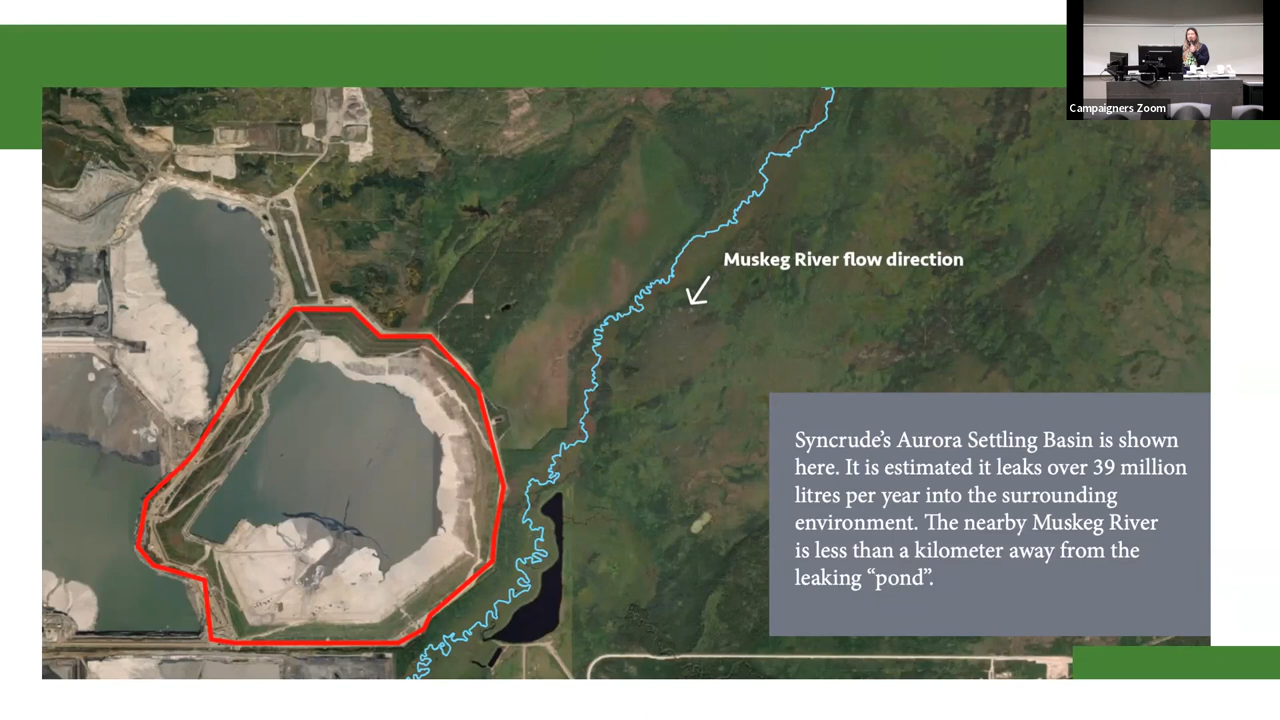 Campaigners Zoom
Muskeg River flow direction
Syncrude’s Aurora Settling Basin is shown
here. It is estimated it leaks over 39 million
litres per year into the surrounding
environment. The nearby Muskeg River
is less than a kilometer away from the
leaking “pond”.